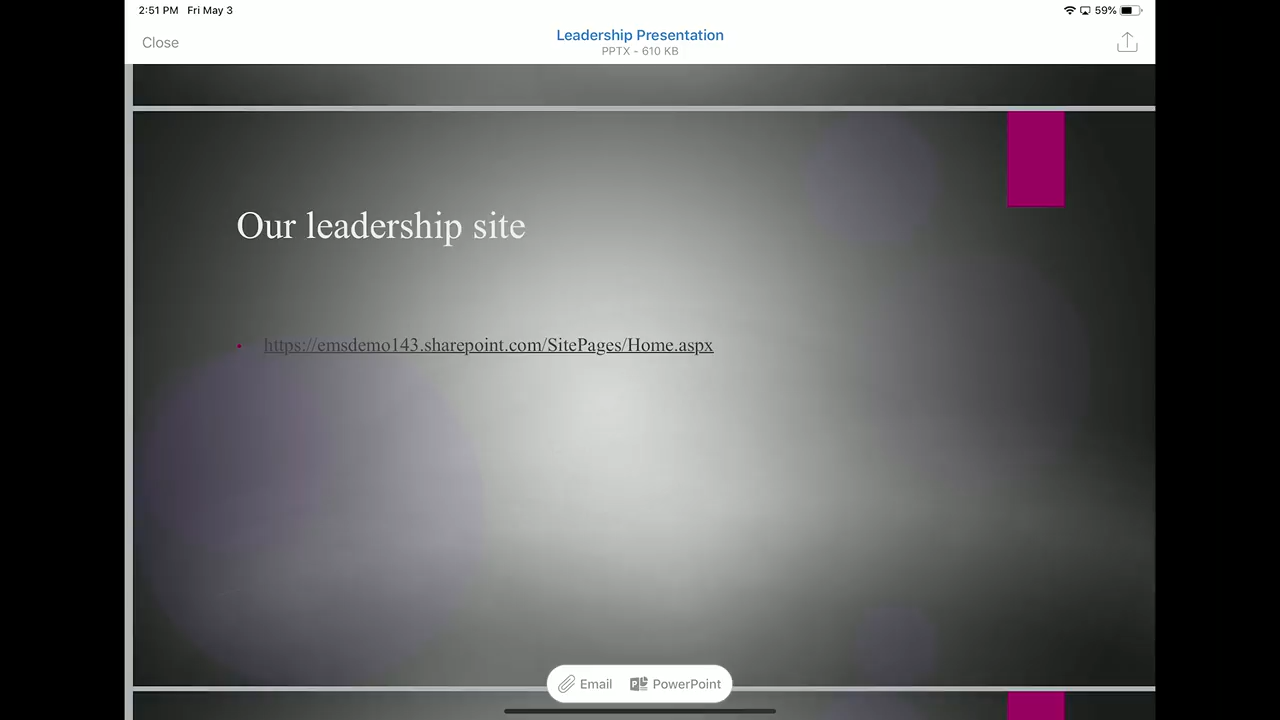 2:51 PM Fri May 3
59%
Close
Leadership Presentation
PPTX - 610 KB
Our leadership site
• https://emsdemo143.sharepoint.com/SitePages/Home.aspx
Email PowerPoint